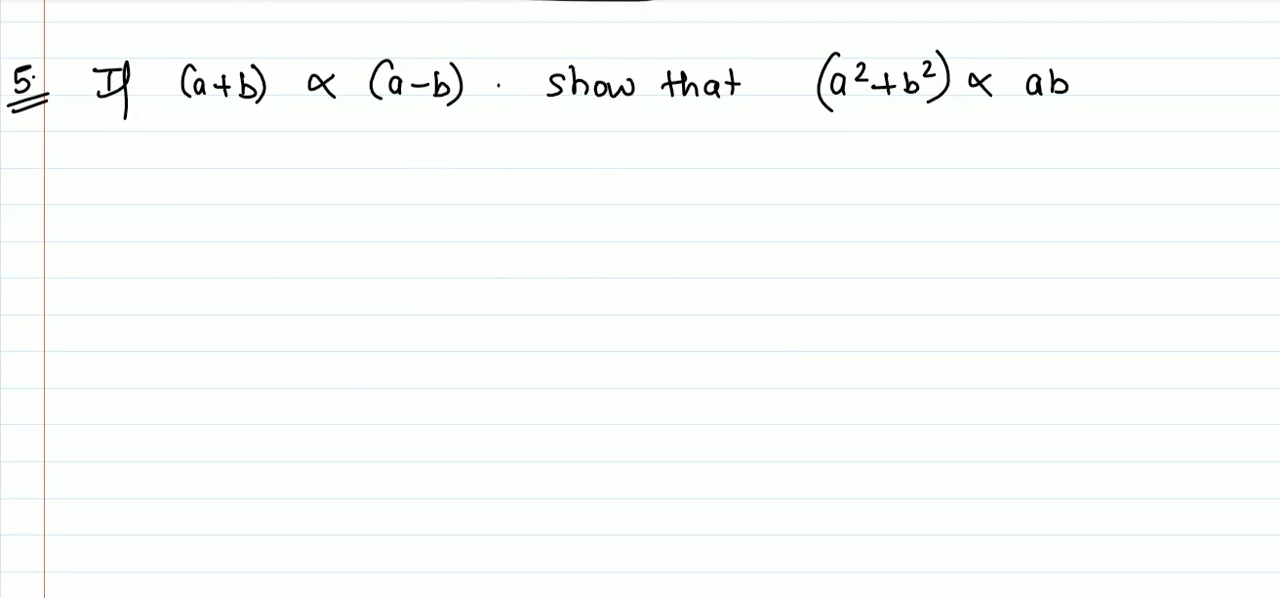 5. If (a+b) ∝ (a-b). show that (a²+b²) ∝ ab